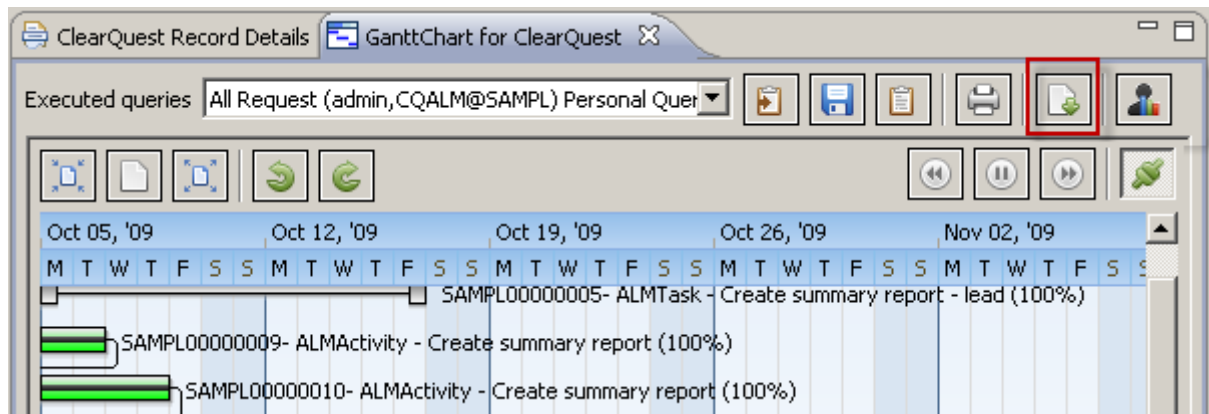 ClearQuest Record Details GanttChart for ClearQuest
Executed queries All Request (admin,CQALM@SAMPL) Personal Quer
Oct 05, '09 Oct 12, '09 Oct 19, '09 Oct 26, '09 Nov 02, '09
M T W T F S S M T W T F S S M T W T F S S M T W T F S S M T W T F S S
SAMPL00000005- ALMTask - Create summary report - lead (100%)
SAMPL00000009- ALMActivity - Create summary report (100%)
SAMPL00000010- ALMActivity - Create summary report (100%)